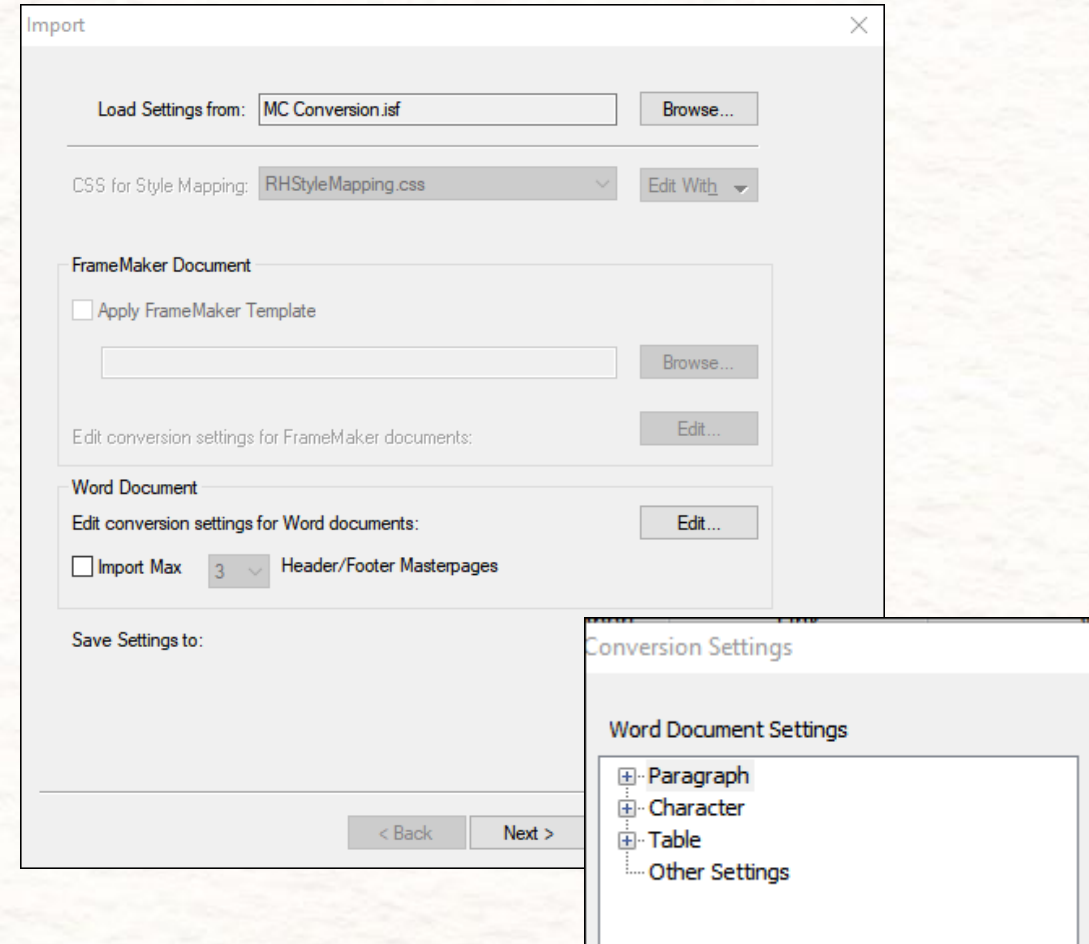 Import
Load Settings from: MC Conversion.isf Browse...
CSS for Style Mapping: RHStyleMapping.css Edit With
FrameMaker Document
Apply FrameMaker Template
Browse...
Edit conversion settings for FrameMaker documents: Edit...
Word Document
Edit conversion settings for Word documents: Edit...
Import Max 3 Header/Footer Masterpages
Save Settings to:
< Back Next >
Conversion Settings
Word Document Settings
Paragraph
Character
Table
Other Settings